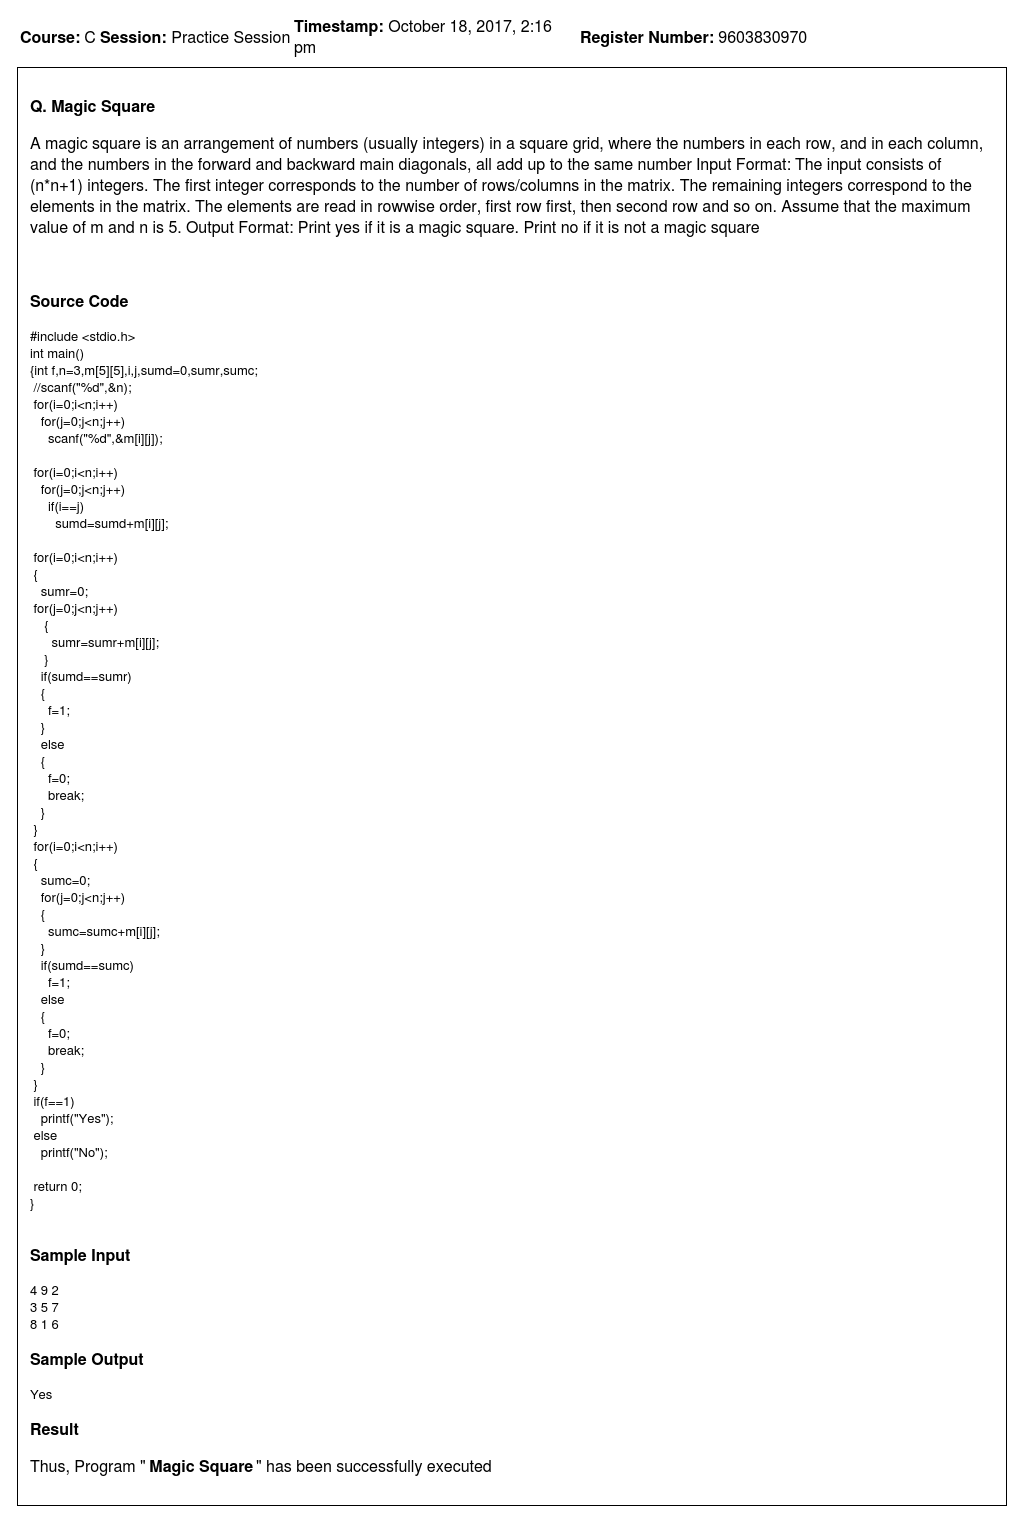 Course: C Session: Practice Session Timestamp: October 18, 2017, 2:16 pm Register Number: 9603830970
Q. Magic Square
A magic square is an arrangement of numbers (usually integers) in a square grid, where the numbers in each row, and in each column,
and the numbers in the forward and backward main diagonals, all add up to the same number Input Format: The input consists of
(n*n+1) integers. The first integer corresponds to the number of rows/columns in the matrix. The remaining integers correspond to the
elements in the matrix. The elements are read in rowwise order, first row first, then second row and so on. Assume that the maximum
value of m and n is 5. Output Format: Print yes if it is a magic square. Print no if it is not a magic square
Source Code
#include <stdio.h>
int main()
{int f,n=3,m[5][5],i,j,sumd=0,sumr,sumc;
//scanf("%d",&n);
for(i=0;i<n;i++)
for(j=0;j<n;j++)
scanf("%d",&m[i][j]);
for(i=0;i<n;i++)
for(j=0;j<n;j++)
if(i==j)
sumd=sumd+m[i][j];
for(i=0;i<n;i++)
{
sumr=0;
for(j=0;j<n;j++)
{
sumr=sumr+m[i][j];
}
if(sumd==sumr)
{
f=1;
}
else
{
f=0;
break;
}
}
for(i=0;i<n;i++)
{
sumc=0;
for(j=0;j<n;j++)
{
sumc=sumc+m[i][j];
}
if(sumd==sumc)
f=1;
else
{
f=0;
break;
}
}
if(f==1)
printf("Yes");
else
printf("No");
return 0;
}
Sample Input
4 9 2
3 5 7
8 1 6
Sample Output
Yes
Result
Thus, Program " Magic Square " has been successfully executed